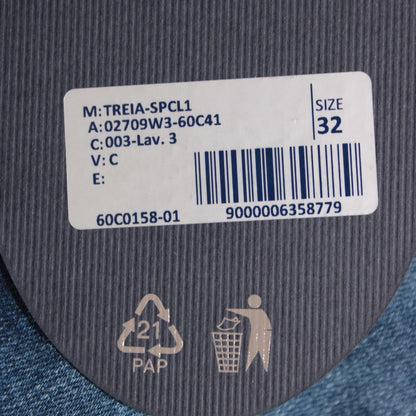 M: TREIA-SPCL1
A: 02709W3-60C41
C: 003-Lav. 3
V: C
E:
SIZE
32
60C0158-01
9000006358779
21
PAP